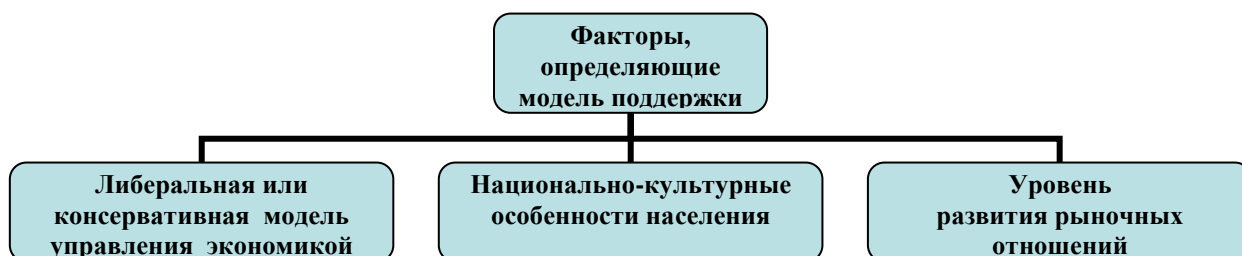 Факторы,
определяющие
модель поддержки
Либеральная или
консервативная модель
управления экономикой
Национально-культурные
особенности населения
Уровень
развития рыночных
отношений